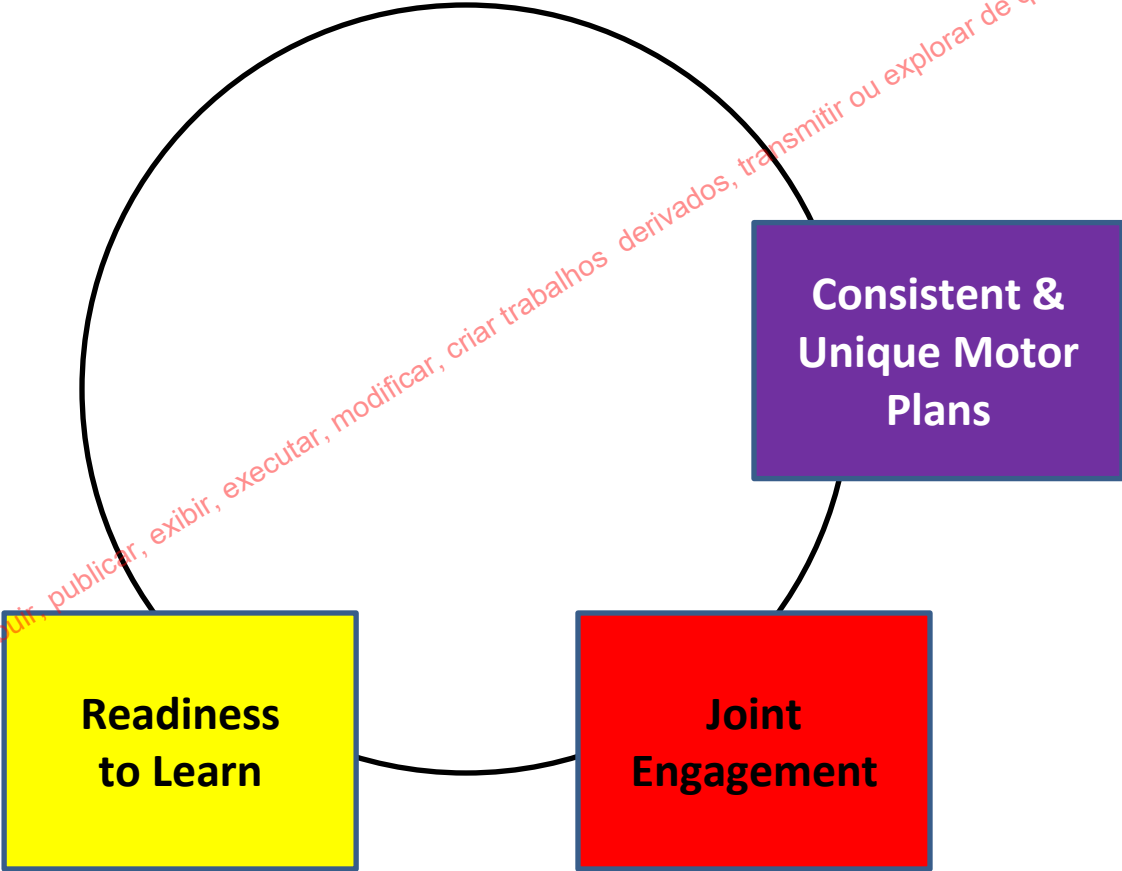 buir, publicar, exibir, executar, modificar, criar trabalhos derivados, transmitir ou explorar de
Consistent &
Unique Motor
Plans
Readiness
to Learn
Joint
Engagement